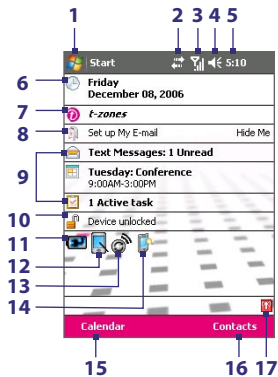 1 2 3 4 5
Start 5:10
6 Friday
December 08, 2006
7 t-zones
8 Set up My E-mail Hide Me
Text Messages: 1 Unread
9 Tuesday: Conference
9:00AM-3:00PM
1 Active task
10 Device unlocked
11
12
13
14
Calendar Contacts
15 16 17